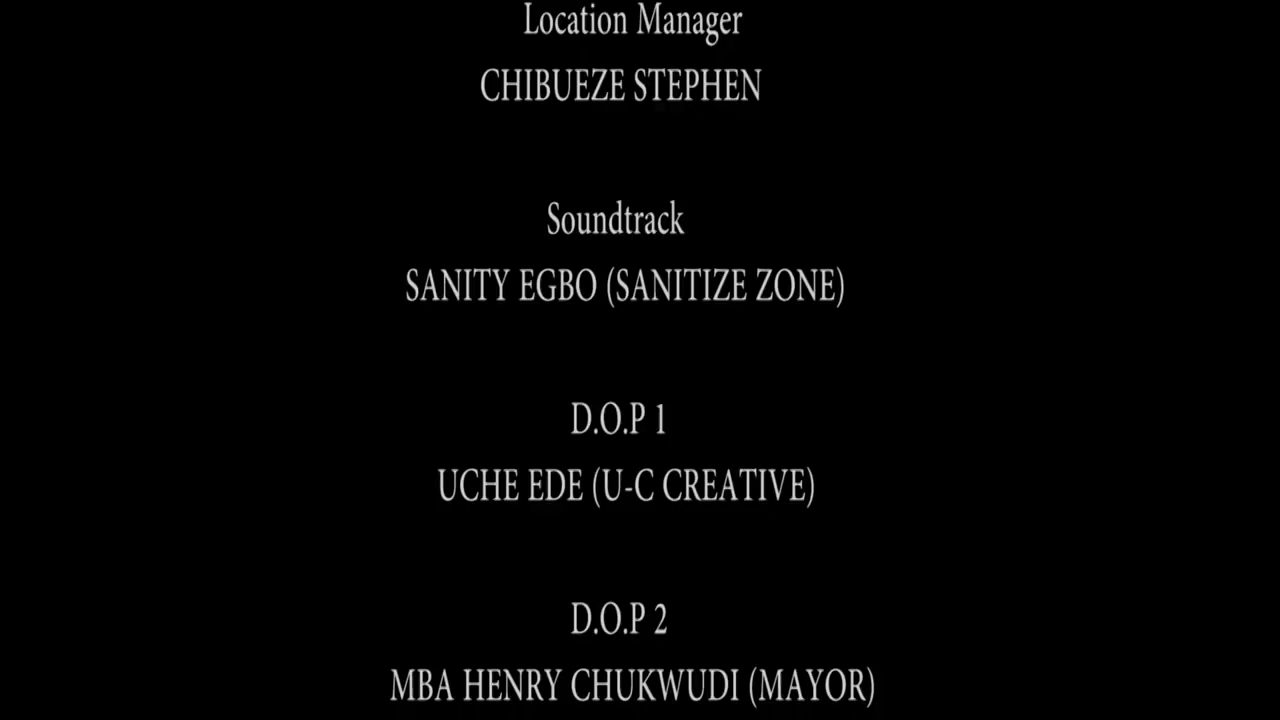 Location Manager
CHIBUEZE STEPHEN
Soundtrack
SANITY EGBO (SANITIZE ZONE)
D.O.P 1
UCHE EDE (U-C CREATIVE)
D.O.P 2
MBA HENRY CHUKWUDI (MAYOR)